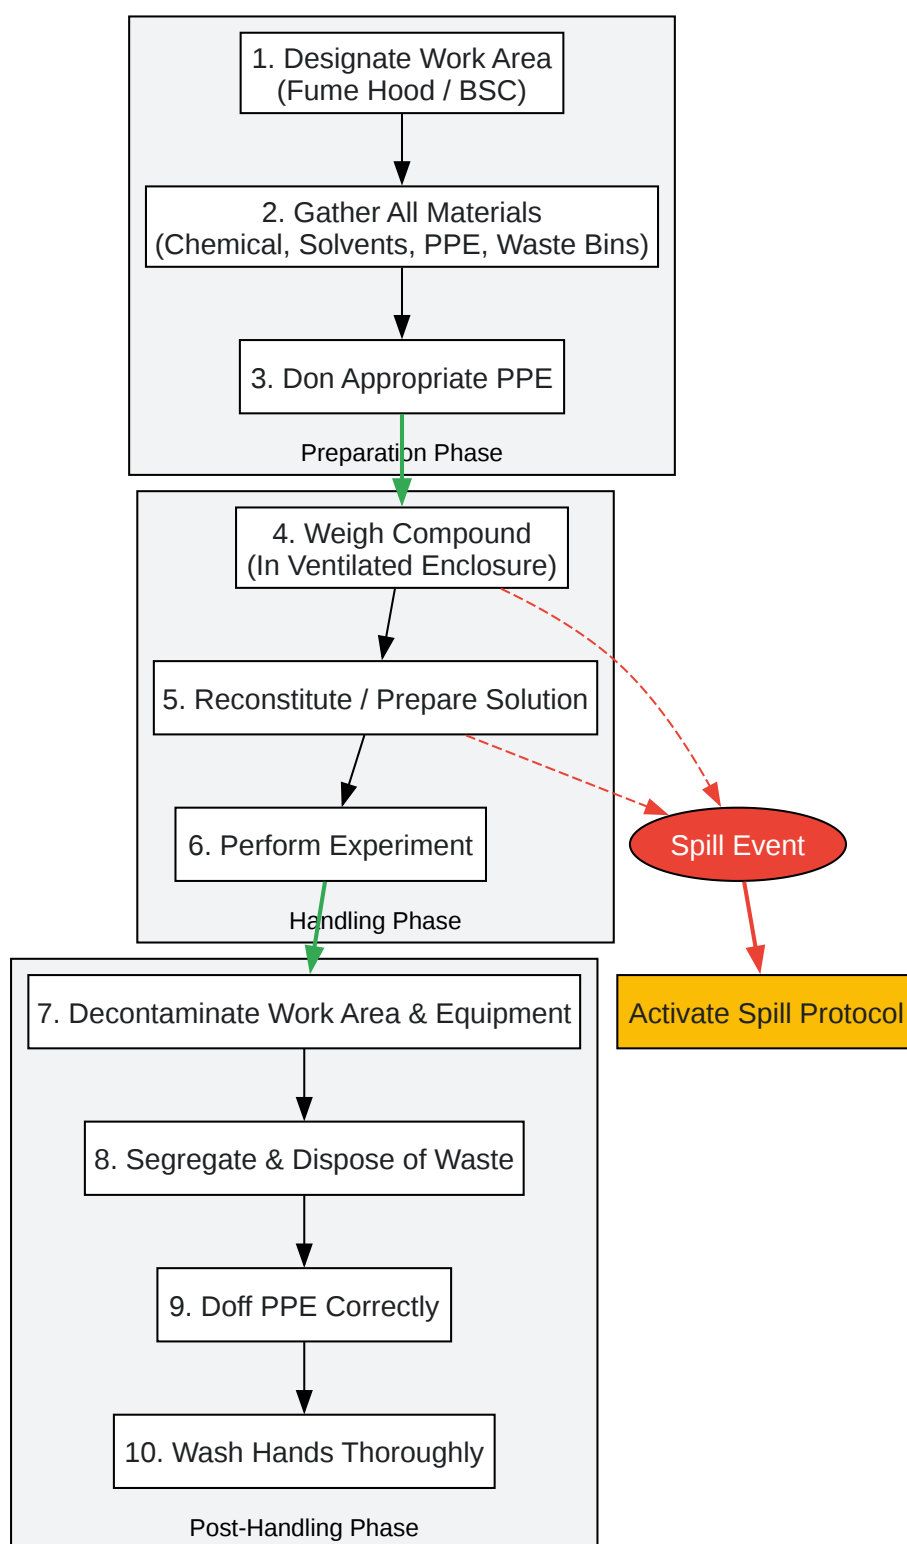 1. Designate Work Area
(Fume Hood / BSC)
2. Gather All Materials
(Chemical, Solvents, PPE, Waste Bins)
3. Don Appropriate PPE
Preparation Phase
4. Weigh Compound
(In Ventilated Enclosure)
5. Reconstitute / Prepare Solution
6. Perform Experiment
Spill Event
Handling Phase
7. Decontaminate Work Area & Equipment
Activate Spill Protocol
8. Segregate & Dispose of Waste
9. Doff PPE Correctly
10. Wash Hands Thoroughly
Post-Handling Phase